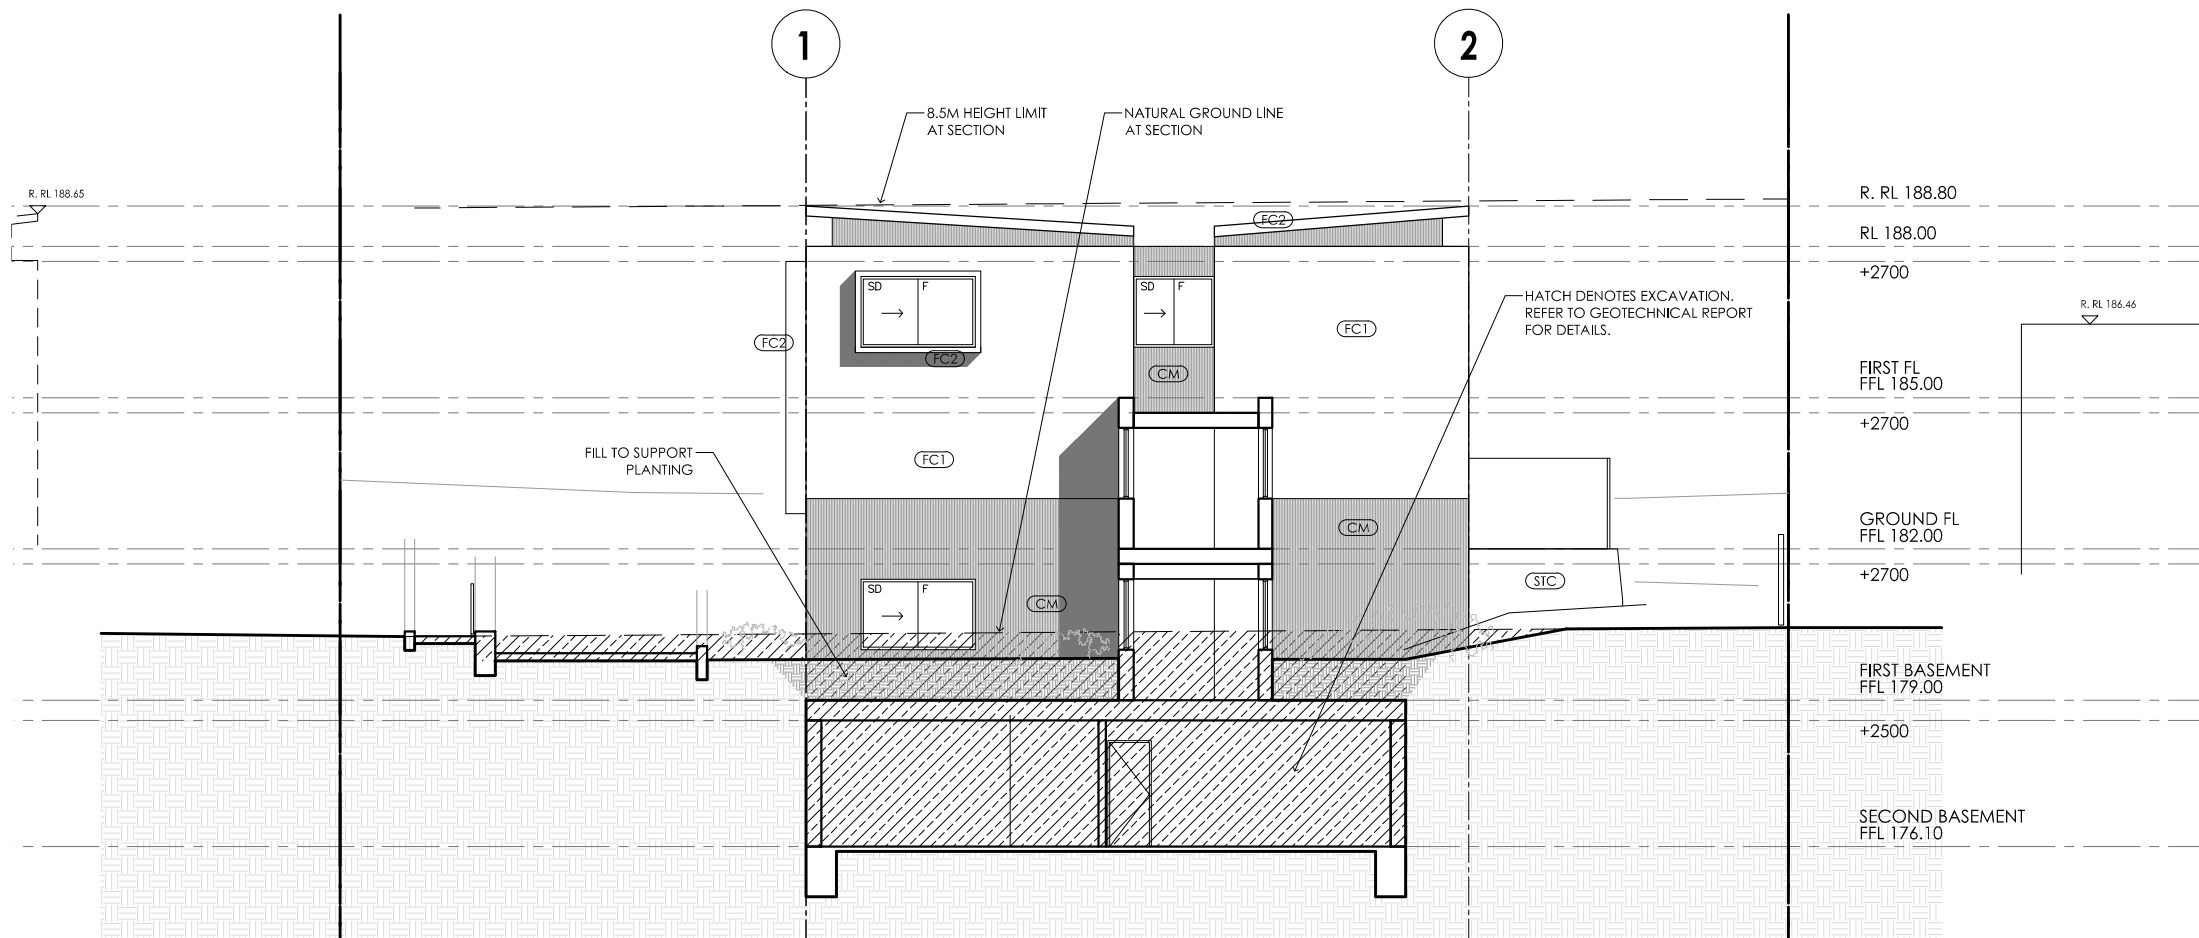 1
2
8.5M HEIGHT LIMIT
AT SECTION
NATURAL GROUND LINE
AT SECTION
R. RL 188.65
R. RL 188.80
FC2
RL 188.00
+2700
SD
F
SD
F
HATCH DENOTES EXCAVATION.
REFER TO GEOTECHNICAL REPORT
FOR DETAILS.
R. RL 186.46
FC2
FC2
FC1
CM
FIRST FL
FFL 185.00
+2700
FILL TO SUPPORT
PLANTING
FC1
CM
GROUND FL
FFL 182.00
+2700
SD
F
STC
CM
FIRST BASEMENT
FFL 179.00
+2500
SECOND BASEMENT
FFL 176.10